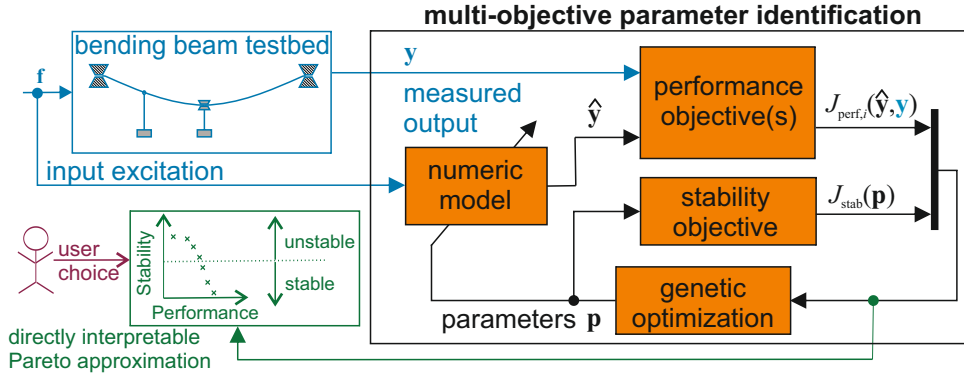 multi-objective parameter identification
bending beam testbed
f
y
measured
output
input excitation
ŷ
numeric
model
performance
objective(s)
J_perf,i(ŷ,y)
stability
objective
J_stab(p)
genetic
optimization
parameters p
user
choice
Stability
Performance
unstable
stable
directly interpretable
Pareto approximation